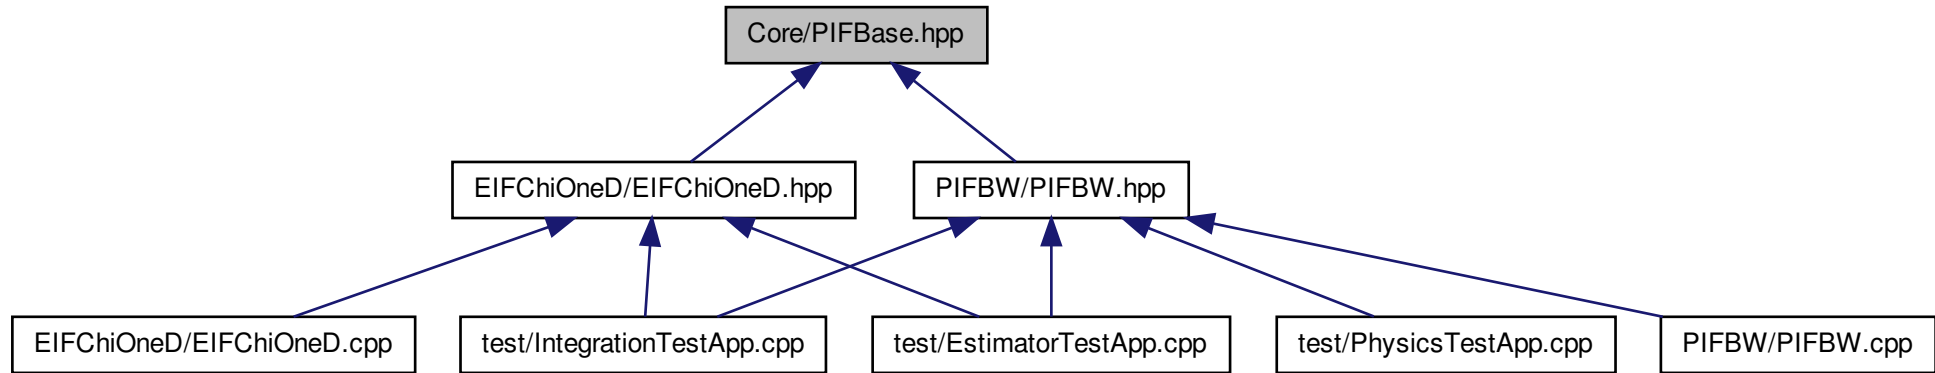 Core/PIFBase.hpp
EIFChiOneD/EIFChiOneD.hpp
PIFBW/PIFBW.hpp
EIFChiOneD/EIFChiOneD.cpp
test/IntegrationTestApp.cpp
test/EstimatorTestApp.cpp
test/PhysicsTestApp.cpp
PIFBW/PIFBW.cpp